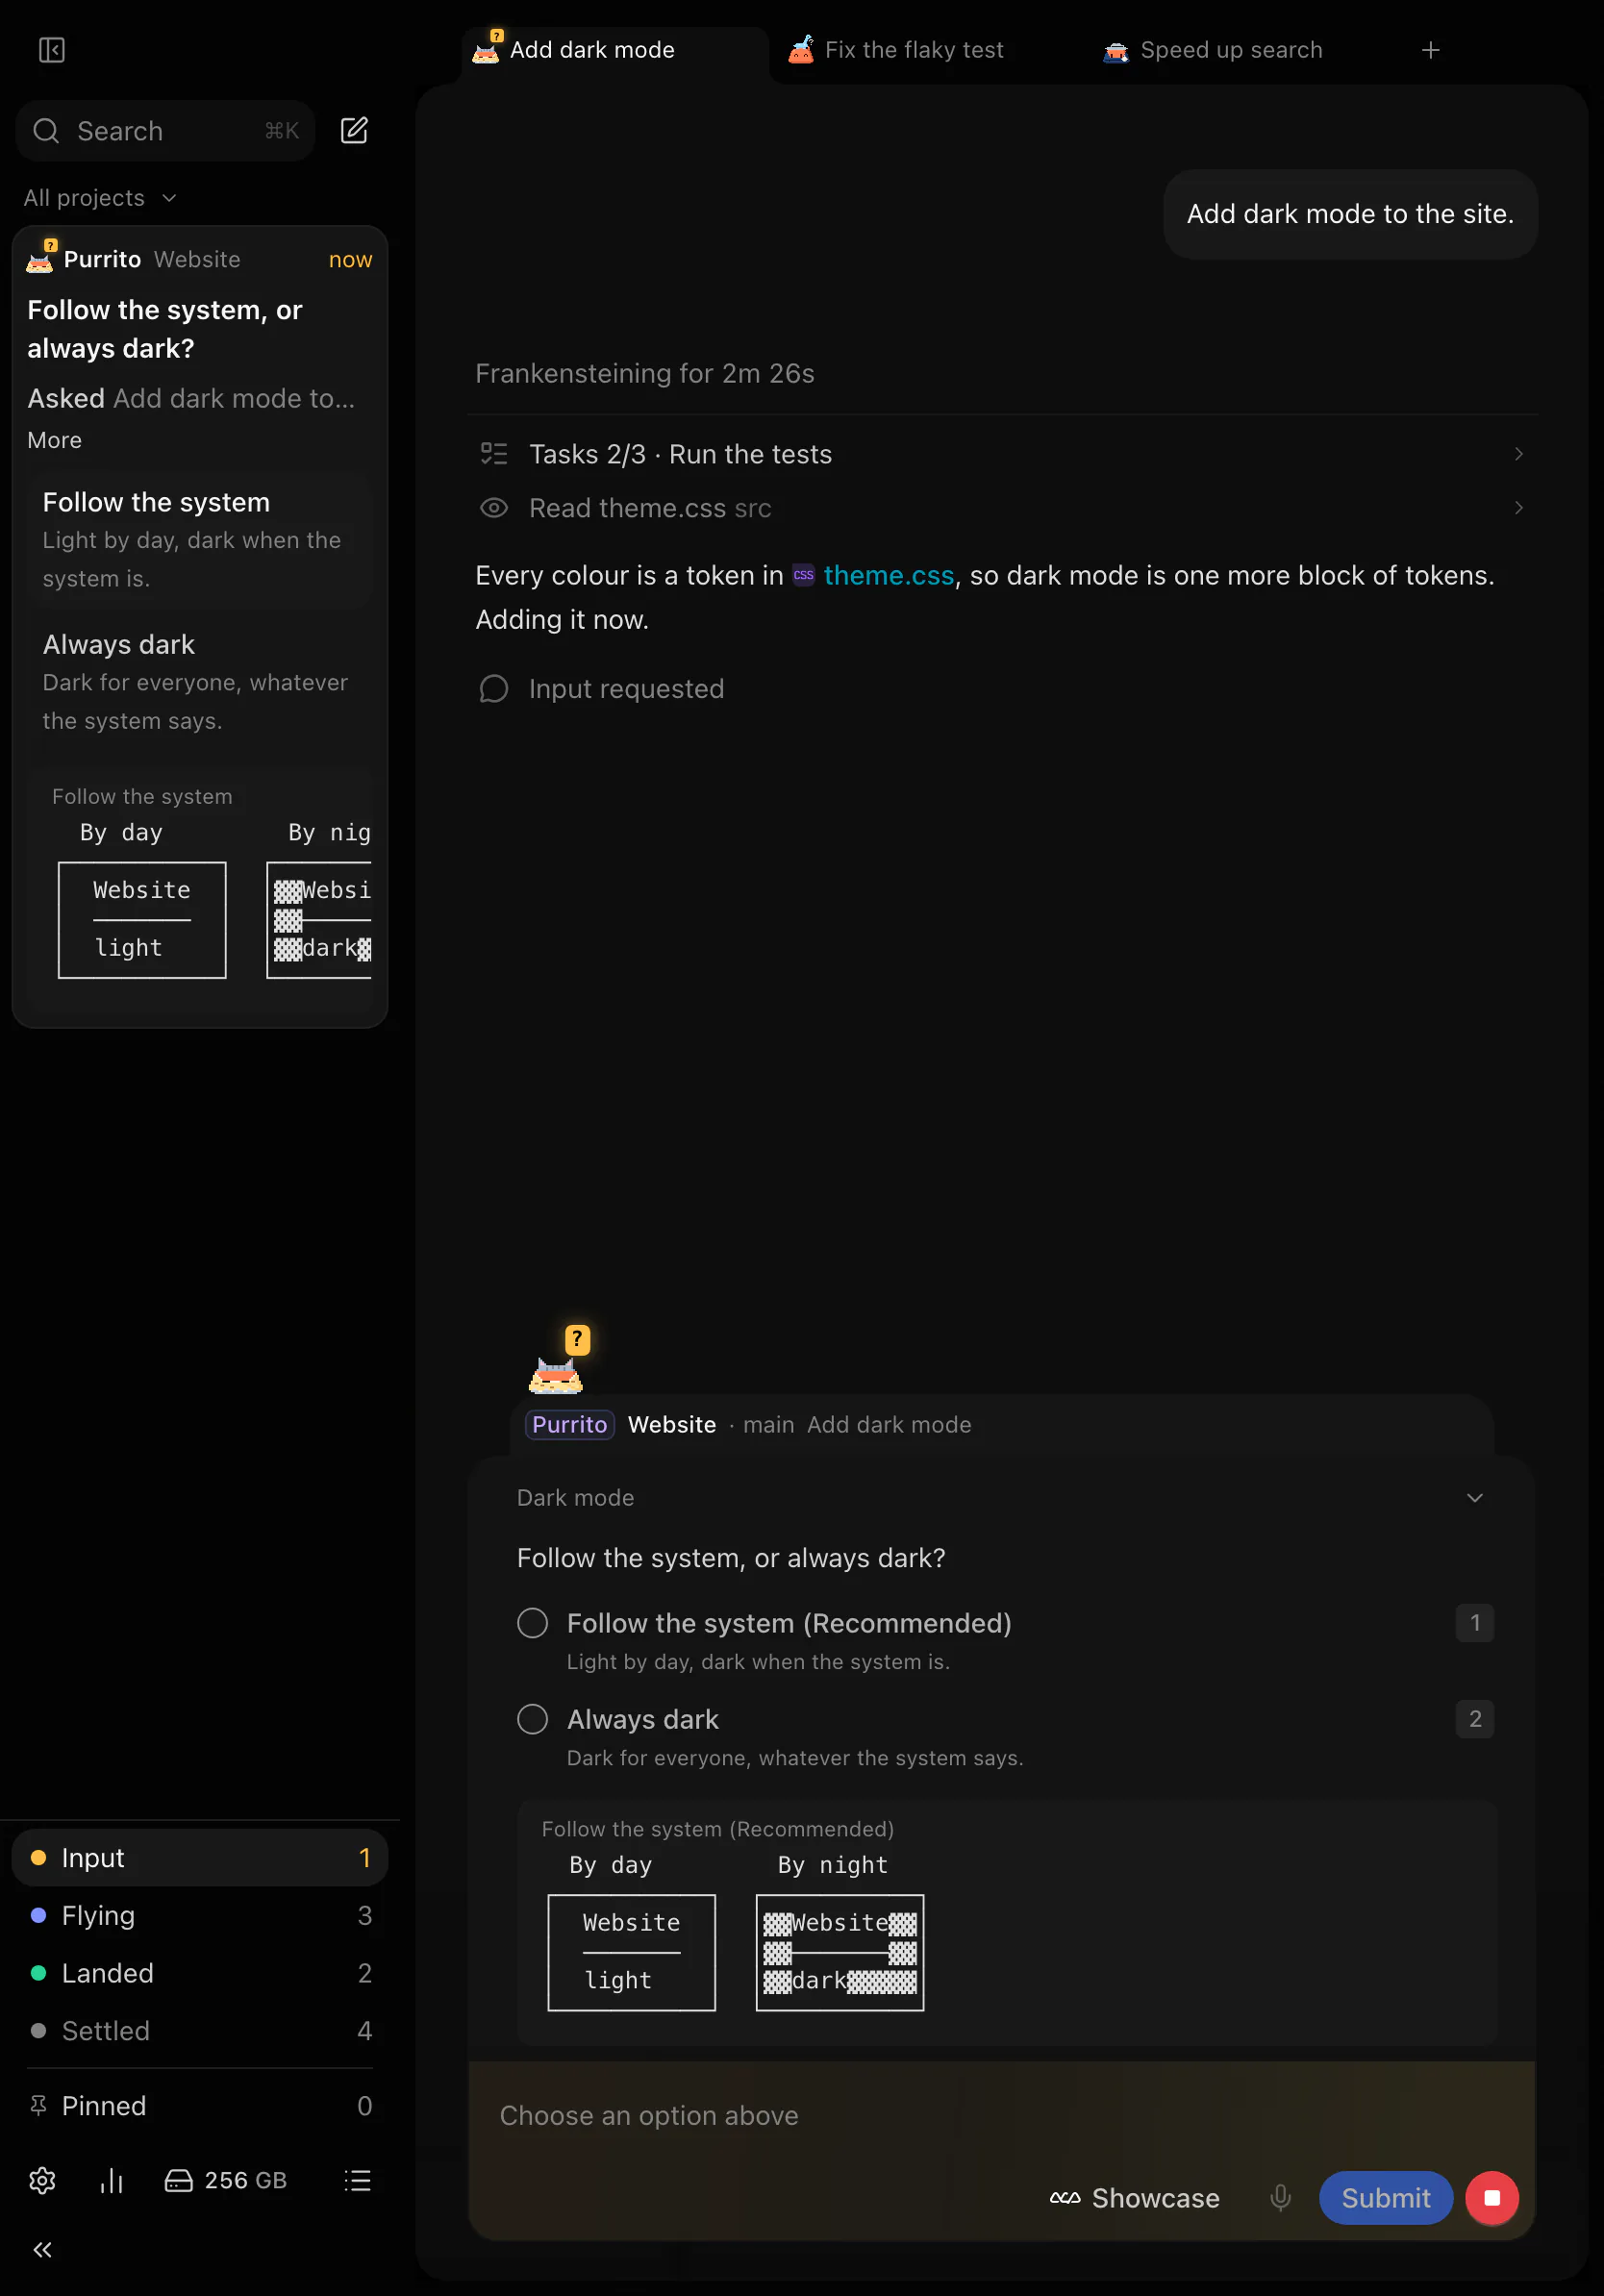 ? Add dark mode
Fix the flaky test
Speed up search
Search ⌘K
All projects
? Purrito Website now
Follow the system, or
always dark?
Asked Add dark mode to...
More
Follow the system
Light by day, dark when the
system is.
Always dark
Dark for everyone, whatever
the system says.
Follow the system
By day By nig
Website Websi
light dark
Input 1
Flying 3
Landed 2
Settled 4
Pinned 0
256 GB
Add dark mode to the site.
Frankensteining for 2m 26s
Tasks 2/3 · Run the tests
Read theme.css src
Every colour is a token in CSS theme.css, so dark mode is one more block of tokens.
Adding it now.
Input requested
?
Purrito Website · main Add dark mode
Dark mode
Follow the system, or always dark?
Follow the system (Recommended) 1
Light by day, dark when the system is.
Always dark 2
Dark for everyone, whatever the system says.
Follow the system (Recommended)
By day By night
Website Website
light dark
Choose an option above
Showcase Submit